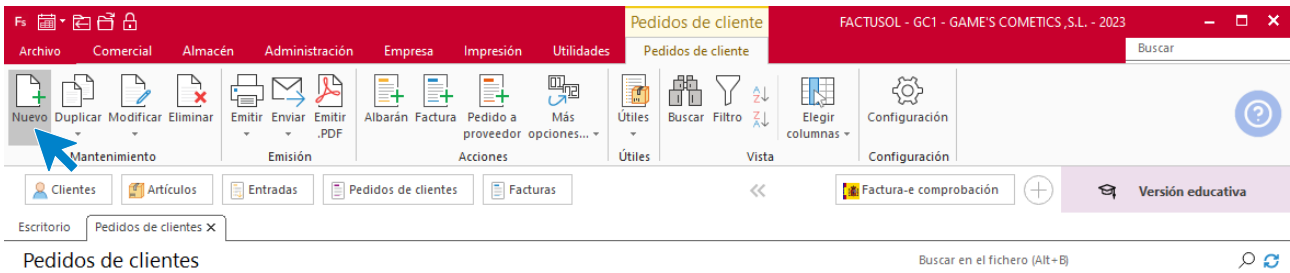 Fs Pedidos de cliente FACTUSOL - GC1 - GAME'S COMETICS ,S.L. - 2023
Archivo Comercial Almacén Administración Empresa Impresión Utilidades Pedidos de cliente Buscar
Nuevo Duplicar Modificar Eliminar Emitir Enviar Emitir .PDF Albarán Factura Pedido a proveedor Más opciones... Útiles Buscar Filtro Elegir columnas Configuración
Mantenimiento Emisión Acciones Útiles Vista Configuración
Clientes Artículos Entradas Pedidos de clientes Facturas Factura-e comprobación Versión educativa
Escritorio Pedidos de clientes X
Pedidos de clientes Buscar en el fichero (Alt+B)